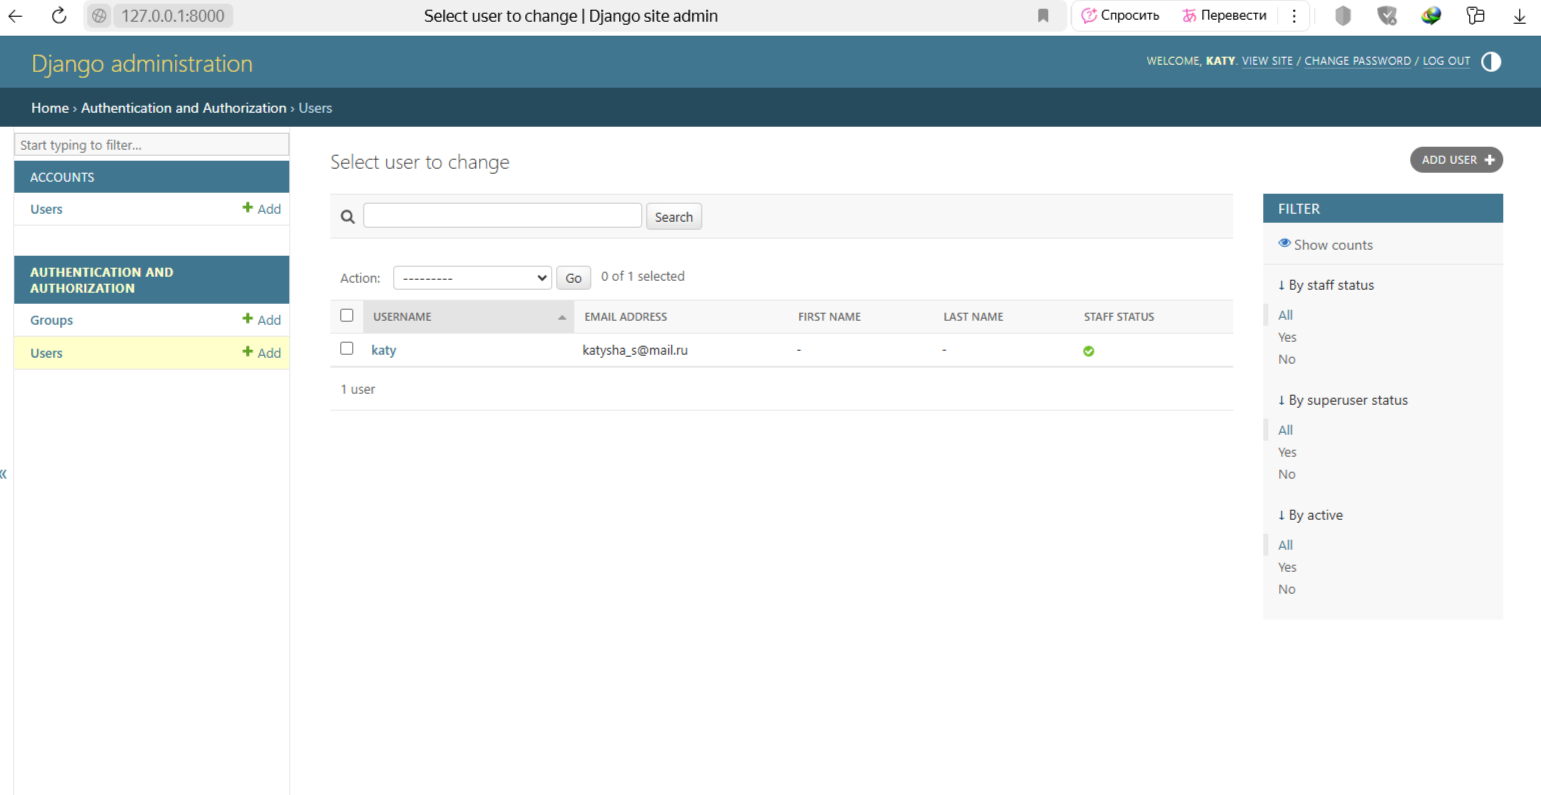 127.0.0.1:8000 Select user to change | Django site admin Спросить Перевести
Django administration
WELCOME, KATY. VIEW SITE / CHANGE PASSWORD / LOG OUT
Home › Authentication and Authorization › Users
Start typing to filter...
ACCOUNTS
Users + Add
AUTHENTICATION AND
AUTHORIZATION
Groups + Add
Users + Add
«
Select user to change
ADD USER +
Search
Action: --------- Go 0 of 1 selected
USERNAME EMAIL ADDRESS FIRST NAME LAST NAME STAFF STATUS
katy katysha_s@mail.ru - -
1 user
FILTER
Show counts
↓ By staff status
All
Yes
No
↓ By superuser status
All
Yes
No
↓ By active
All
Yes
No